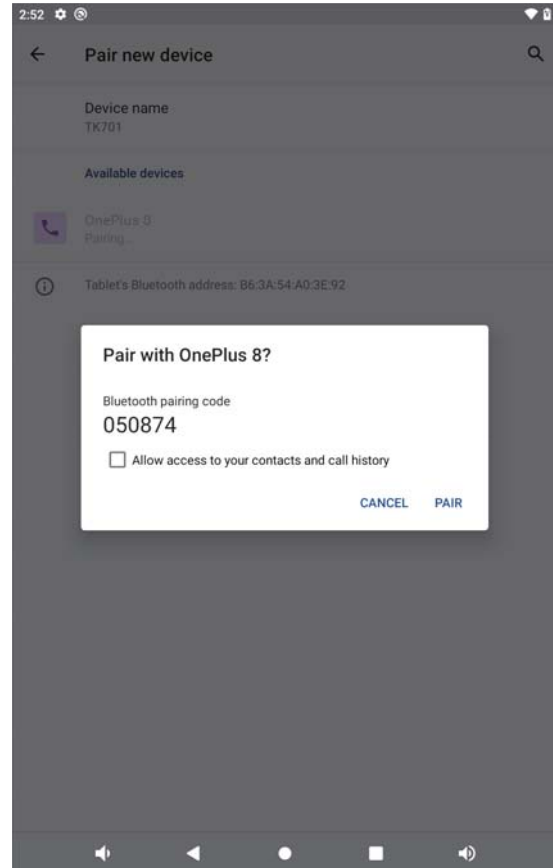 2:52
Pair new device
Device name
TK701
Available devices
OnePlus 8
Pairing...
Tablet's Bluetooth address: B6:3A:54:A0:3E:92
Pair with OnePlus 8?
Bluetooth pairing code
050874
Allow access to your contacts and call history
CANCEL PAIR